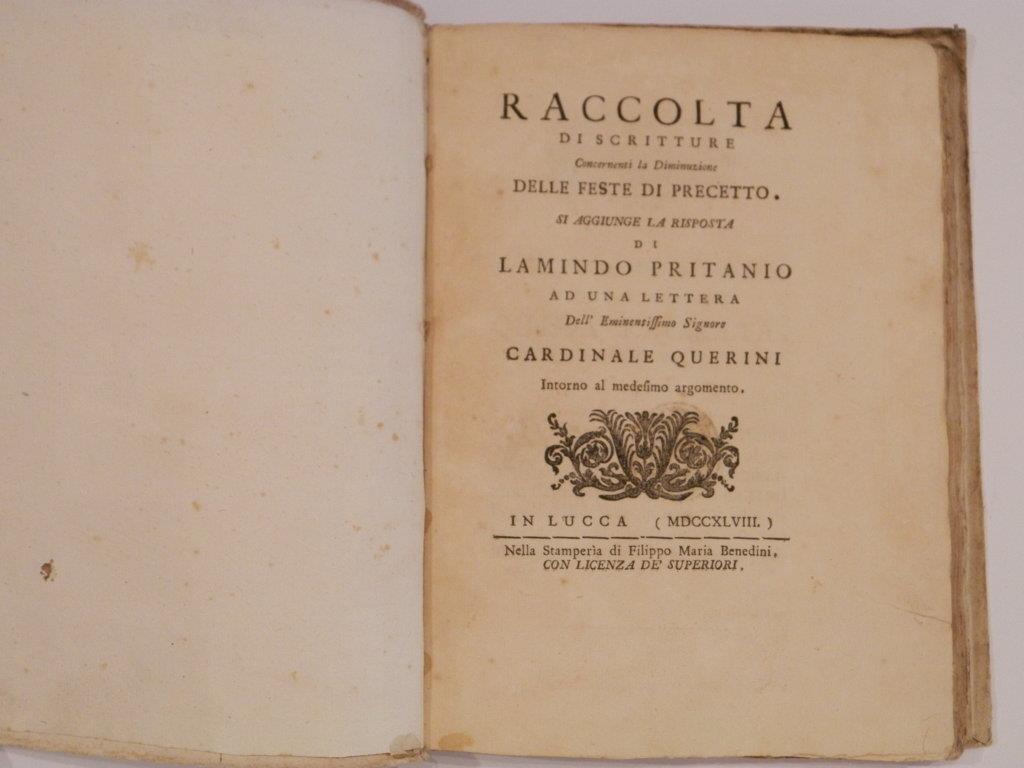 RACCOLTA
DI SCRITTURE
Concernenti la Diminuzione
DELLE FESTE DI PRECETTO.
SI AGGIUNGE LA RISPOSTA
DI
LAMINDO PRITANIO
AD UNA LETTERA
Dell' Eminentiſſimo Signore
CARDINALE QUERINI
Intorno al medeſimo argomento.
IN LUCCA (MDCCXLVIII.)
Nella Stamperìa di Filippo Maria Benedini,
CON LICENZA DE' SUPERIORI.